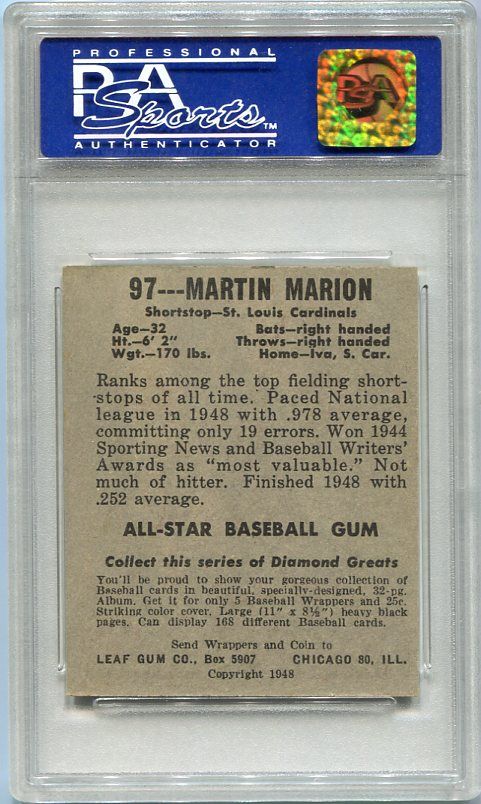 PROFESSIONAL
PSA
Sports™
AUTHENTICATOR
PSA
97---MARTIN MARION
Shortstop—St. Louis Cardinals
Age—32 Bats—right handed
Ht.—6' 2" Throws—right handed
Wgt.—170 lbs. Home—Iva, S. Car.
Ranks among the top fielding short-
stops of all time. Paced National
league in 1948 with .978 average,
committing only 19 errors. Won 1944
Sporting News and Baseball Writers'
Awards as "most valuable." Not
much of hitter. Finished 1948 with
.252 average.
ALL-STAR BASEBALL GUM
Collect this series of Diamond Greats
You'll be proud to show your gorgeous collection of
Baseball cards in beautiful, specially-designed, 32-pg.
Album. Get it for only 5 Baseball Wrappers and 25c.
Striking color cover, Large (11" x 8½") heavy black
pages. Can display 168 different Baseball cards.
Send Wrappers and Coin to
LEAF GUM CO., Box 5907 CHICAGO 80, ILL.
Copyright 1948